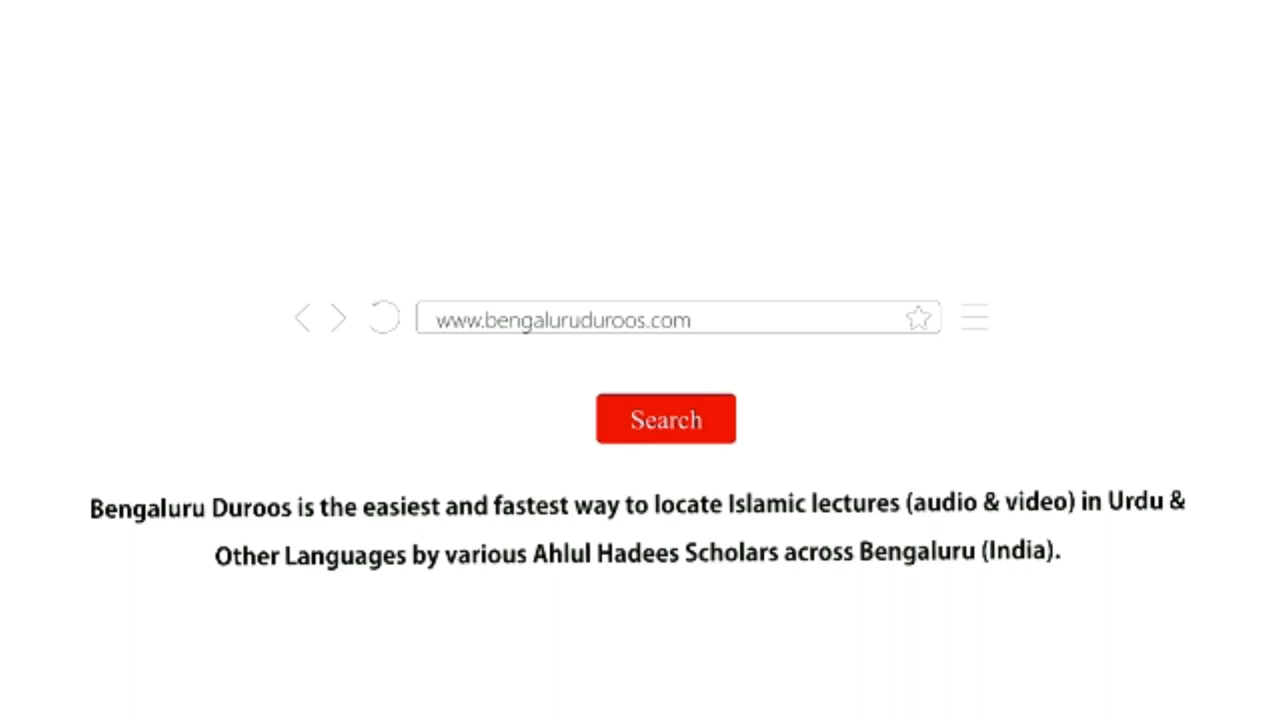 www.bengaluruduroos.com
Search
Bengaluru Duroos is the easiest and fastest way to locate Islamic lectures (audio & video) in Urdu &
Other Languages by various Ahlul Hadees Scholars across Bengaluru (India).